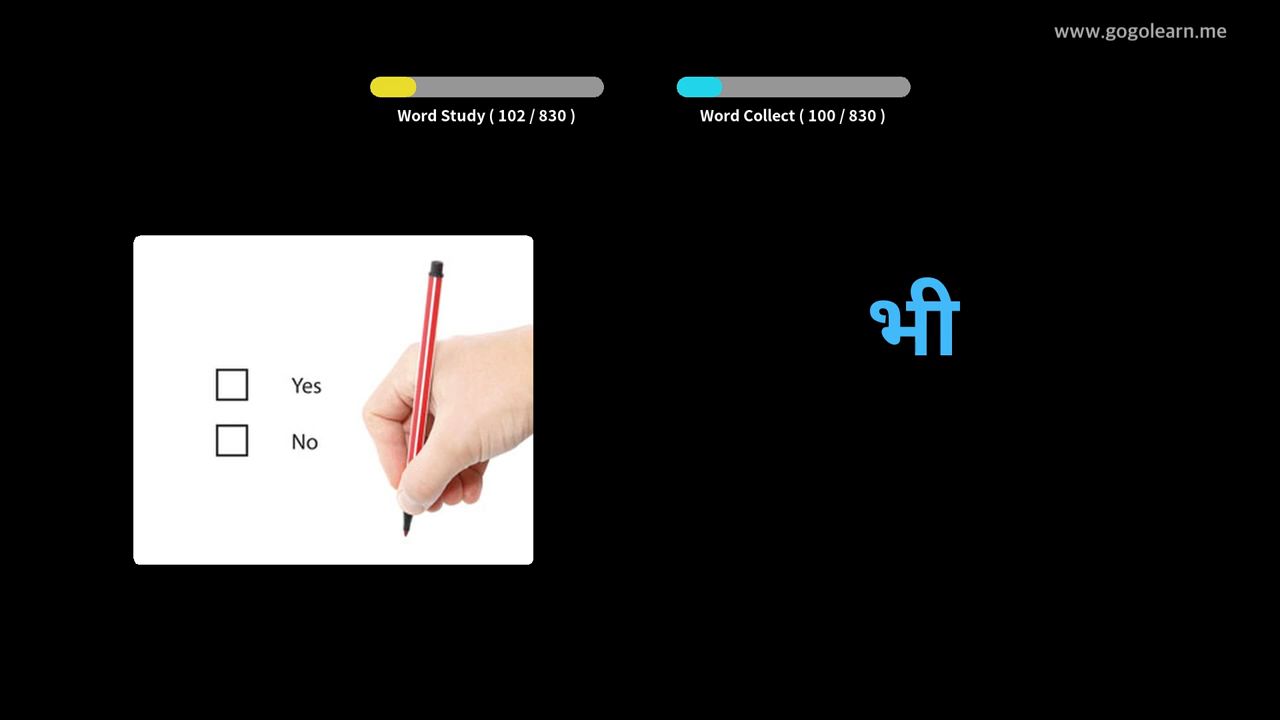 www.gogolearn.me
Word Study ( 102 / 830 )
Word Collect ( 100 / 830 )
Yes
No
भी